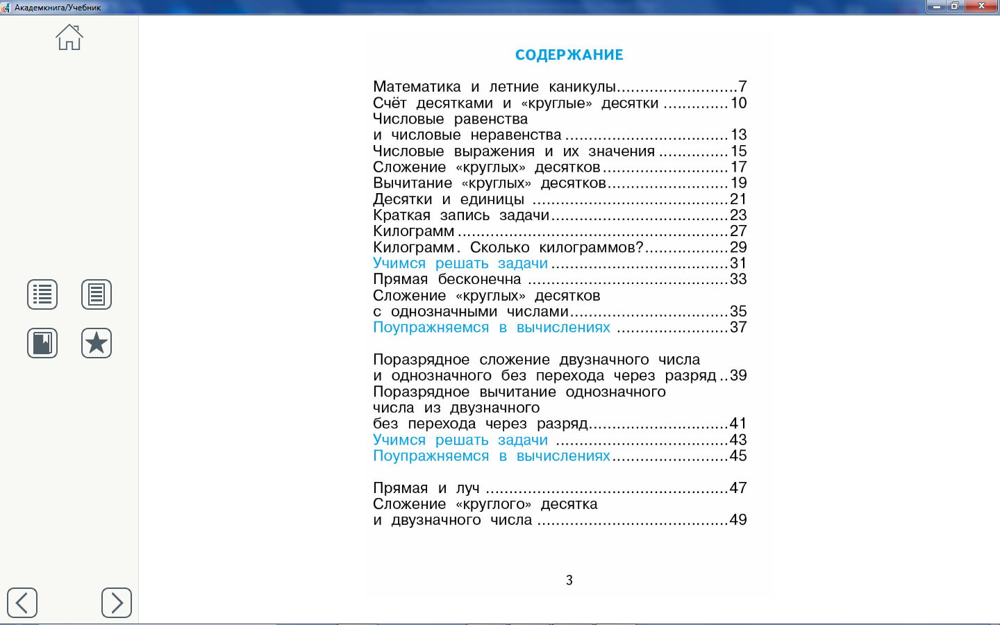 Академкнига/Учебник
СОДЕРЖАНИЕ
Математика и летние каникулы..........................7
Счёт десятками и «круглые» десятки ..............10
Числовые равенства
и числовые неравенства ...................................13
Числовые выражения и их значения ...............15
Сложение «круглых» десятков...........................17
Вычитание «круглых» десятков..........................19
Десятки и единицы ..........................................21
Краткая запись задачи......................................23
Килограмм ..........................................................27
Килограмм. Сколько килограммов?..................29
Учимся решать задачи ......................................31
Прямая бесконечна ...........................................33
Сложение «круглых» десятков
с однозначными числами..................................35
Поупражняемся в вычислениях ........................37
Поразрядное сложение двузначного числа
и однозначного без перехода через разряд ..39
Поразрядное вычитание однозначного
числа из двузначного
без перехода через разряд..............................41
Учимся решать задачи .....................................43
Поупражняемся в вычислениях.........................45
Прямая и луч ....................................................47
Сложение «круглого» десятка
и двузначного числа .........................................49
3